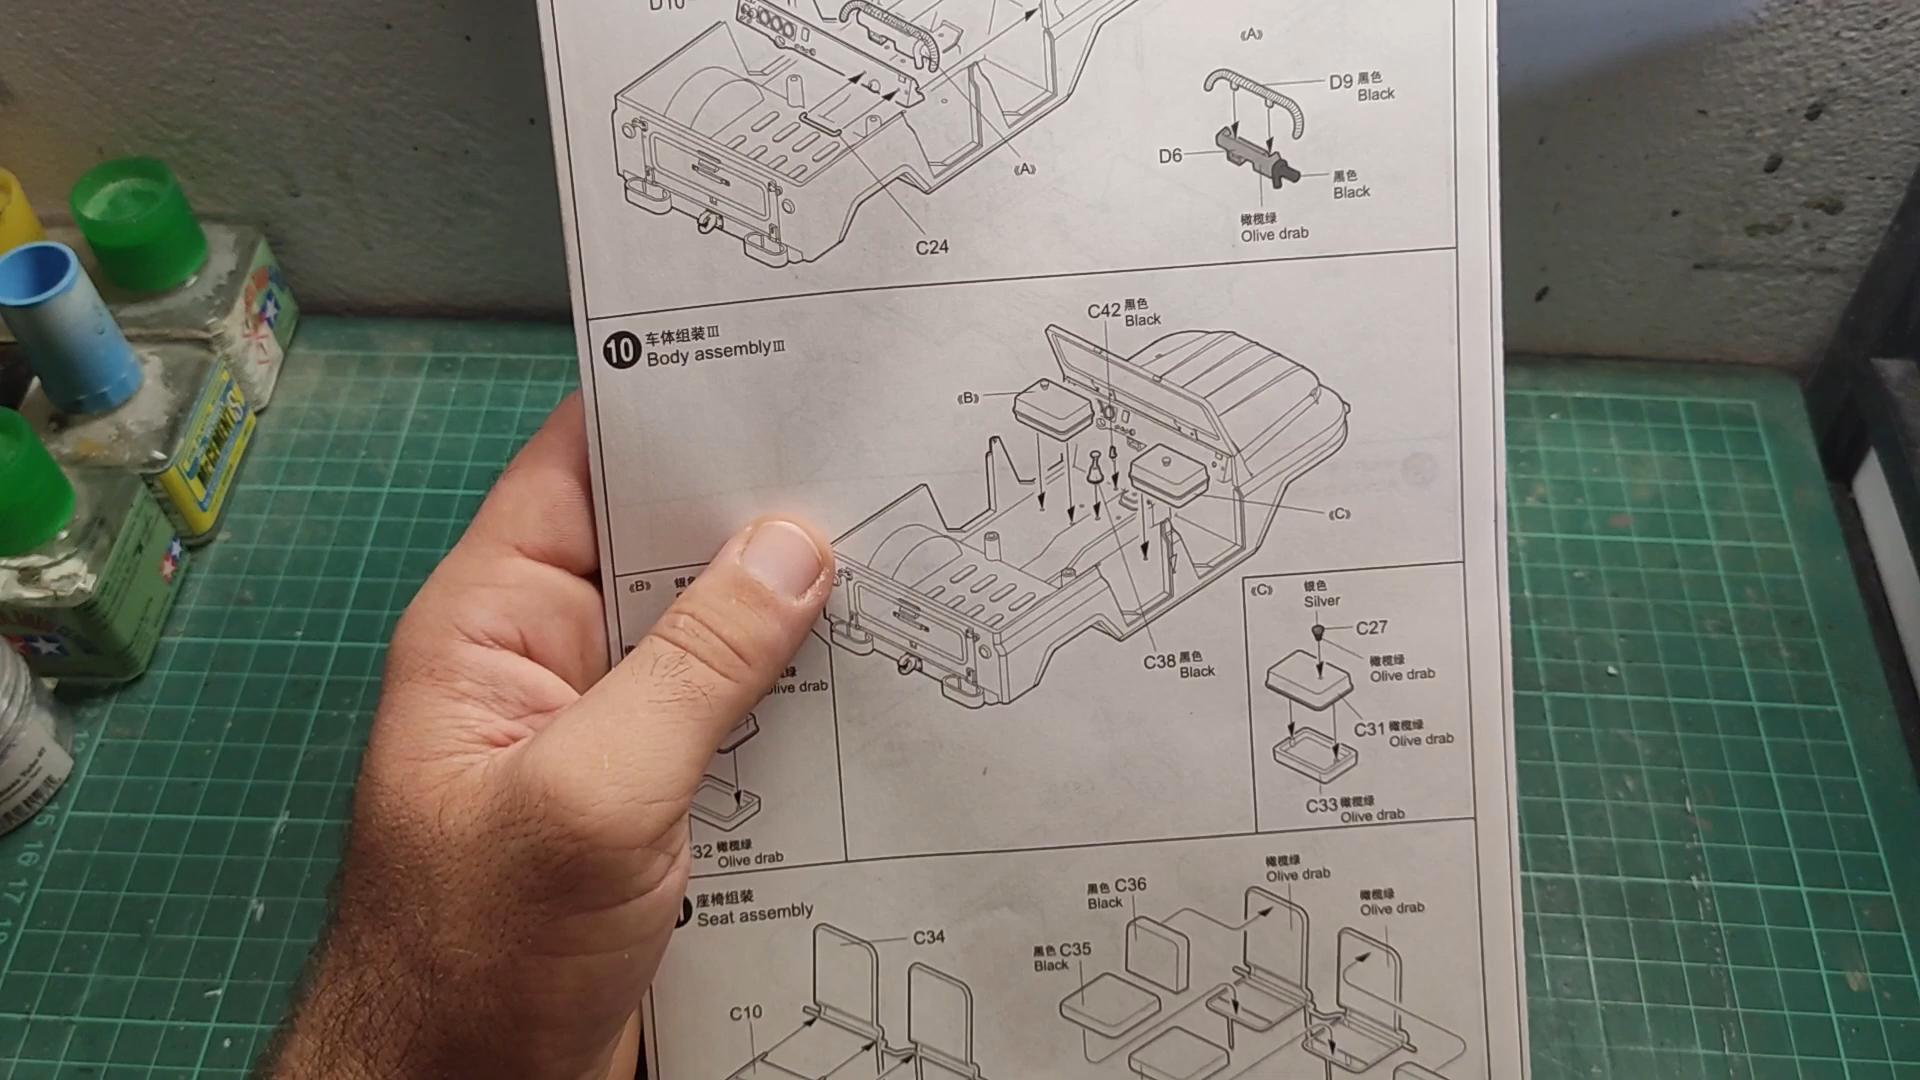 D10
《A》
D9 黑色
Black
D6
黑色
Black
《A》
橄榄绿
Olive drab
C24
10 车体组装Ⅲ
Body assemblyⅢ
C42 黑色
Black
《B》
《C》
C38 黑色
Black
《B》
《C》 银色
Silver
C27
橄榄绿
Olive drab
Olive drab
C31 橄榄绿
Olive drab
C33 橄榄绿
Olive drab
32 橄榄绿
Olive drab
座椅组装
Seat assembly
C34
C10
黑色 C36
Black
黑色 C35
Black
橄榄绿
Olive drab
橄榄绿
Olive drab
15
16
17